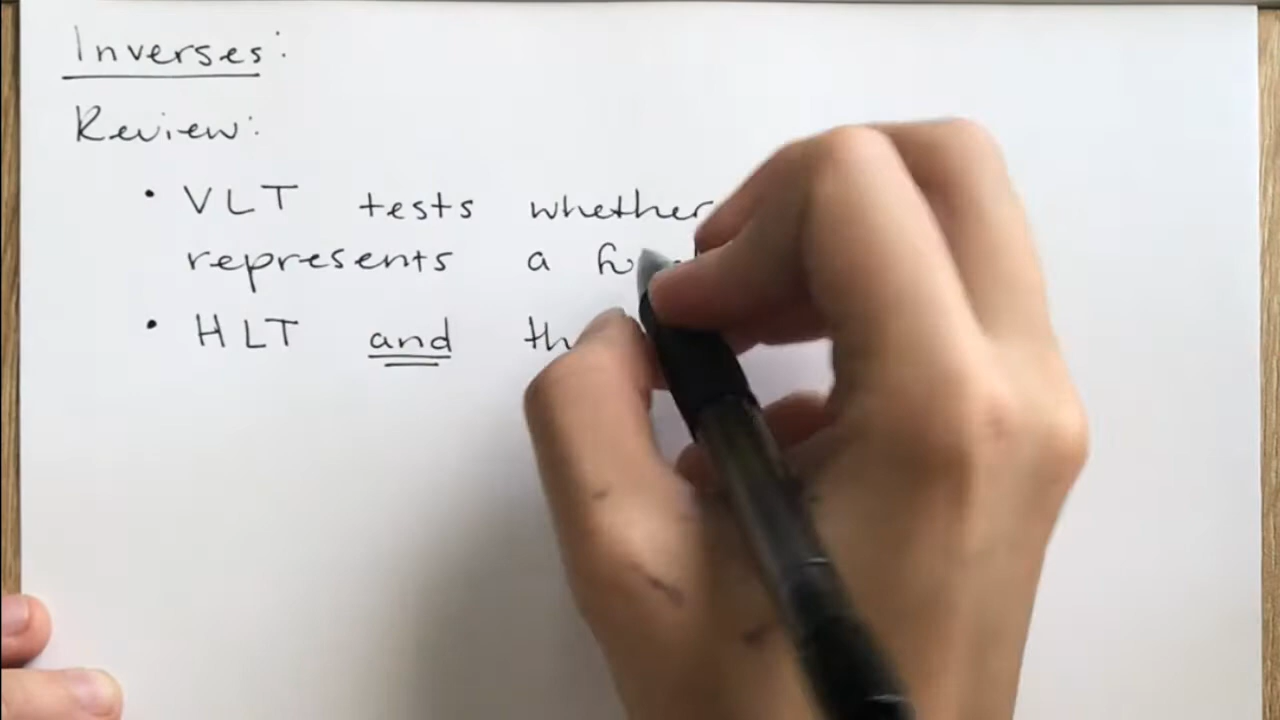 Inverses:
Review:
• VLT tests whether
represents a
• HLT and